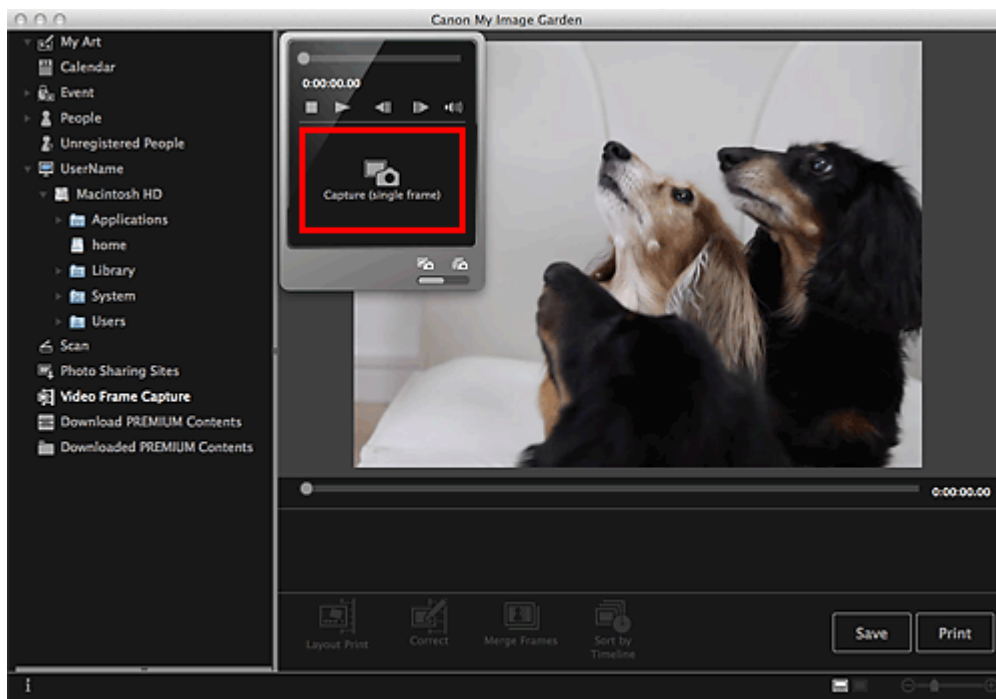 Canon My Image Garden
My Art
Calendar
Event
People
Unregistered People
UserName
Macintosh HD
Applications
home
Library
System
Users
Scan
Photo Sharing Sites
Video Frame Capture
Download PREMIUM Contents
Downloaded PREMIUM Contents
0:00:00.00
Capture (single frame)
0:00:00.00
Layout Print
Correct
Merge Frames
Sort by
Timeline
Save
Print